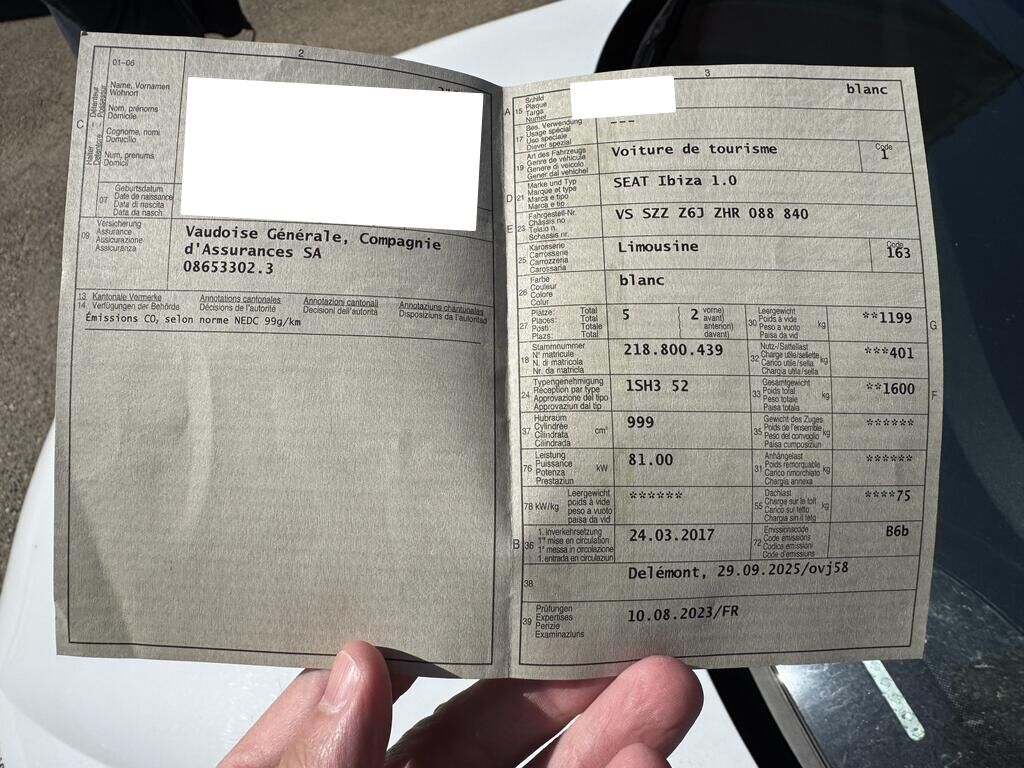 2
01–06
C
Halter
Détenteur
Detentore
Possessur
Name, Vornamen
Wohnort
Nom, prénoms
Domicile
Cognome, nomi
Domicilio
Num, prenums
Domicil
07
Geburtsdatum
Date de naissance
Data di nascita
Data da nasch.
09
Versicherung
Assurance
Assicurazione
Assicuranza
Vaudoise Générale, Compagnie
d'Assurances SA
08653302.3
13 Kantonale Vermerke Annotations cantonales Annotazioni cantonali Annotaziuns chantunalas
14 Verfügungen der Behörde Décisions de l'autorité Decisioni dell'autorità Disposiziuns da l'autoritad
Émissions CO₂ selon norme NEDC 99g/km
3
A 15
Schild
Plaque
Targa
Numer
blanc
17
Bes. Verwendung
Usage spécial
Uso speciale
Diever spezial
---
19
Art des Fahrzeugs
Genre de véhicule
Genere di veicolo
Gener dal vehichel
Voiture de tourisme
Code
1
D 21
Marke und Typ
Marque et type
Marca e tipo
Marca e tip
SEAT Ibiza 1.0
E 23
Fahrgestell-Nr.
Châssis no
Telaio n.
Schassis nr.
VS SZZ Z6J ZHR 088 840
25
Karosserie
Carrosserie
Carrozzeria
Carossaria
Limousine
Code
163
26
Farbe
Couleur
Colore
Colur
blanc
27
Plätze: Total
Places: Total
Posti: Totale
Plazs: Total
5
2
vorne)
avant)
anteriori)
davant)
30
Leergewicht
Poids à vide
Peso a vuoto
Paisa da vid
kg
**1199
G
18
Stammnummer
N° matricule
N. di matricola
Nr. da matricla
218.800.439
32
Nutz-/Sattellast
Charge utile/sellette
Carico utile/sella
Chargia utila/sella
kg
***401
24
Typengenehmigung
Réception par type
Approvazione del tipo
Approvaziun dal tip
1SH3 52
33
Gesamtgewicht
Poids total
Peso totale
Paisa totala
kg
**1600
F
37
Hubraum
Cylindrée
Cilindrata
Cilindrada
cm³
999
35
Gewicht des Zuges
Poids de l'ensemble
Peso del convoglio
Paisa cumposiziun
kg
******
76
Leistung
Puissance
Potenza
Prestaziun
kW
81.00
31
Anhängelast
Poids remorquable
Carico rimorchiato
Chargia annexa
kg
******
78 kW/kg
Leergewicht
poids à vide
peso a vuoto
paisa da vid
******
55
Dachlast
Charge sur le toit
Carico sul tetto
Chargia sin il tetg
kg
****75
B 36
1. Inverkehrsetzung
1ʳᵉ mise en circulation
1ᵃ messa in circolazione
1. entrada en circulaziun
24.03.2017
72
Emissionscode
Code émissions
Codice emissioni
Code d'emissiuns
B6b
38
Delémont, 29.09.2025/ovj58
39
Prüfungen
Expertises
Perizie
Examinaziuns
10.08.2023/FR